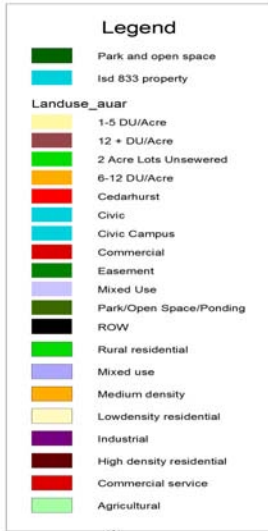 Legend
Park and open space
Isd 833 property
Landuse_auar
1-5 DU/Acre
12 + DU/Acre
2 Acre Lots Unsewered
6-12 DU/Acre
Cedarhurst
Civic
Civic Campus
Commercial
Easement
Mixed Use
Park/Open Space/Ponding
ROW
Rural residential
Mixed use
Medium density
Lowdensity residential
Industrial
High density residential
Commercial service
Agricultural